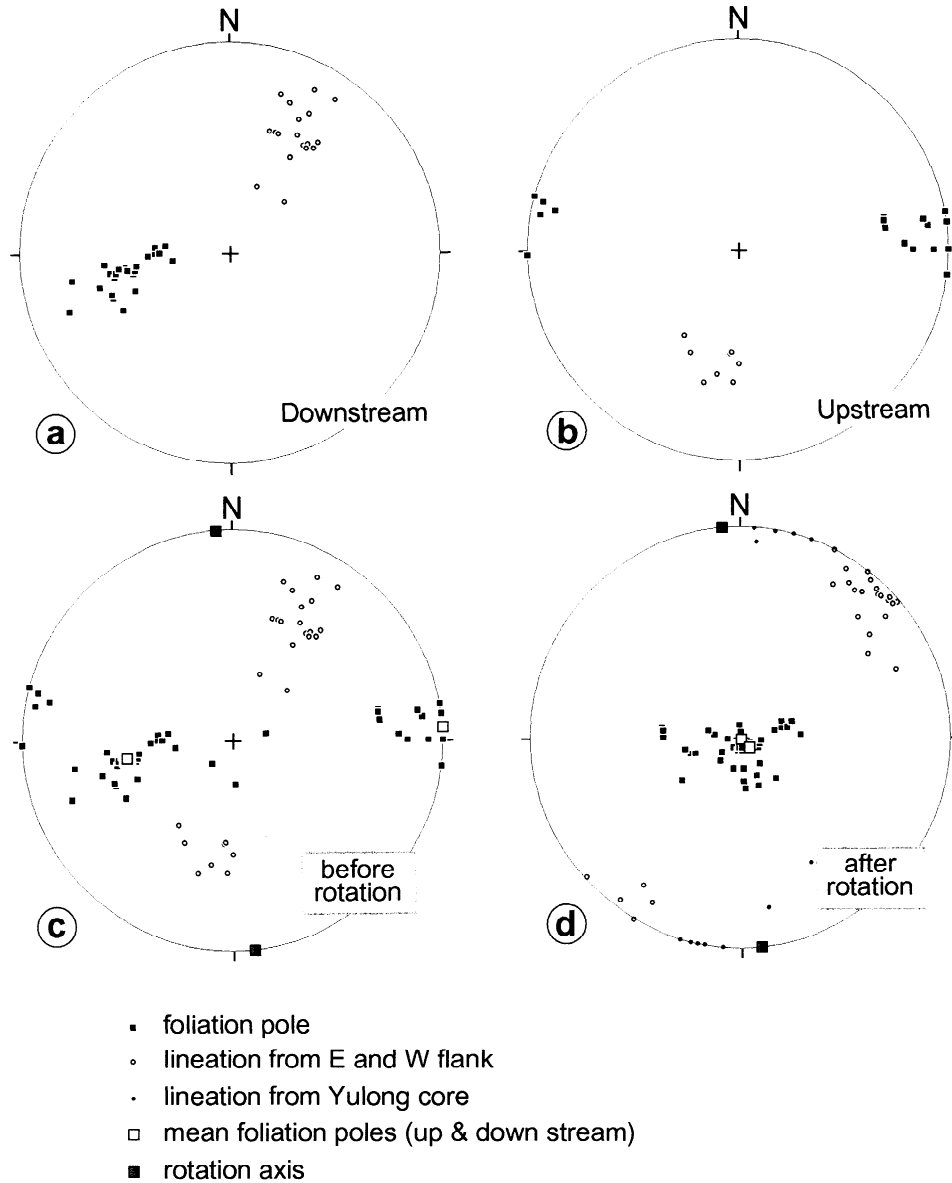 N
N
Downstream
Upstream
a
b
N
N
before
rotation
after
rotation
c
d
foliation pole
lineation from E and W flank
lineation from Yulong core
mean foliation poles (up & down stream)
rotation axis